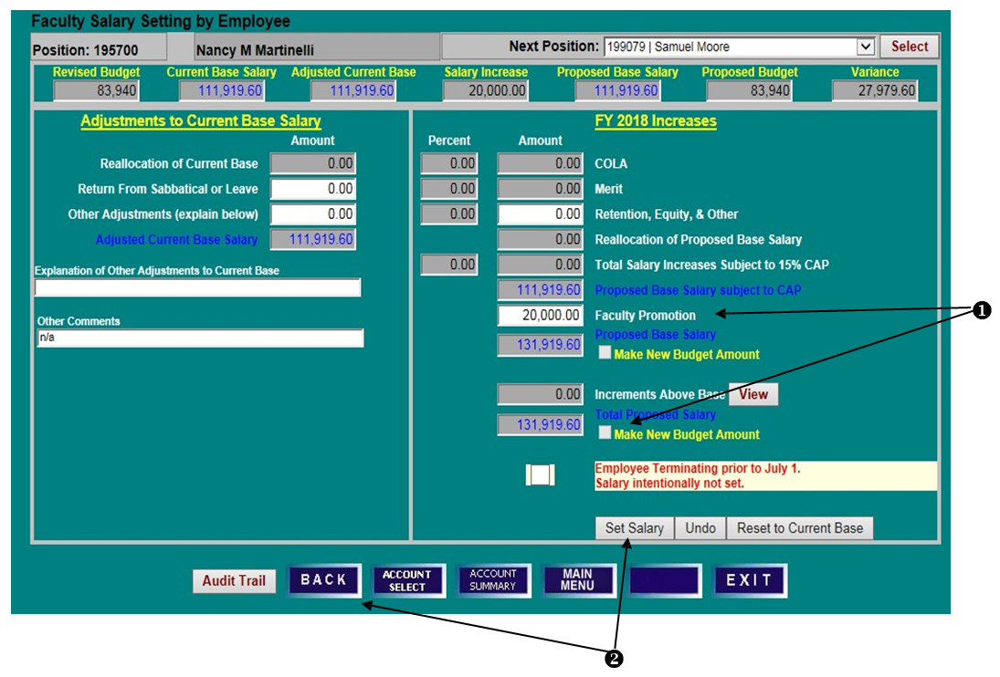 Faculty Salary Setting by Employee
Position: 195700 Nancy M Martinelli Next Position: 199079 | Samuel Moore Select
Revised Budget Current Base Salary Adjusted Current Base Salary Increase Proposed Base Salary Proposed Budget Variance
83,940 111,919.60 111,919.60 20,000.00 111,919.60 83,940 27,979.60
Adjustments to Current Base Salary
Amount
Reallocation of Current Base 0.00
Return From Sabbatical or Leave 0.00
Other Adjustments (explain below) 0.00
Adjusted Current Base Salary 111,919.60
Explanation of Other Adjustments to Current Base
Other Comments
n/a
FY 2018 Increases
Percent Amount
0.00 0.00 COLA
0.00 0.00 Merit
0.00 0.00 Retention, Equity, & Other
0.00 Reallocation of Proposed Base Salary
0.00 0.00 Total Salary Increases Subject to 15% CAP
111,919.60 Proposed Base Salary subject to CAP
20,000.00 Faculty Promotion
❶
Proposed Base Salary
131,919.60
Make New Budget Amount
0.00 Increments Above Base View
Total Proposed Salary
131,919.60
Make New Budget Amount
Employee Terminating prior to July 1.
Salary intentionally not set.
Set Salary Undo Reset to Current Base
Audit Trail BACK ACCOUNT SELECT ACCOUNT SUMMARY MAIN MENU EXIT
❷